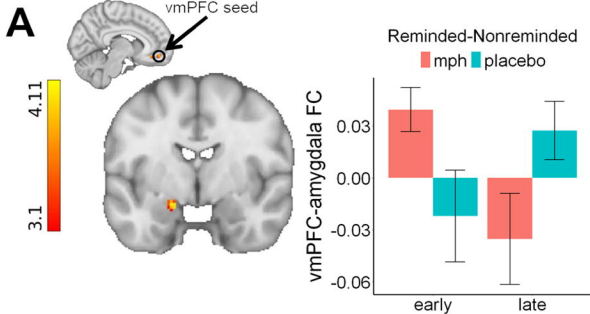 A
vmPFC seed
4.11
3.1
Reminded-Nonreminded
mph placebo
vmPFC-amygdala FC
0.03
0.00
-0.03
-0.06
early late